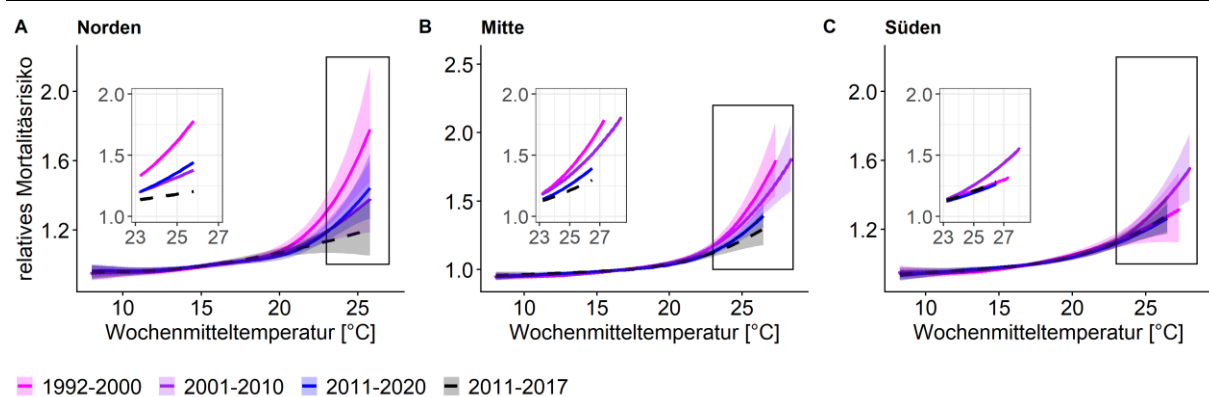 A Norden B Mitte C Süden
relatives Mortalitäsrisiko
2.0
1.6
1.2
2.0
1.5
1.0
23 25 27
10 15 20 25
Wochenmitteltemperatur [°C]
2.5
2.0
1.5
1.0
2.0
1.5
1.0
23 25 27
10 15 20 25
Wochenmitteltemperatur [°C]
2.0
1.6
1.2
2.0
1.5
1.0
23 25 27
10 15 20 25
Wochenmitteltemperatur [°C]
1992-2000 2001-2010 2011-2020 2011-2017